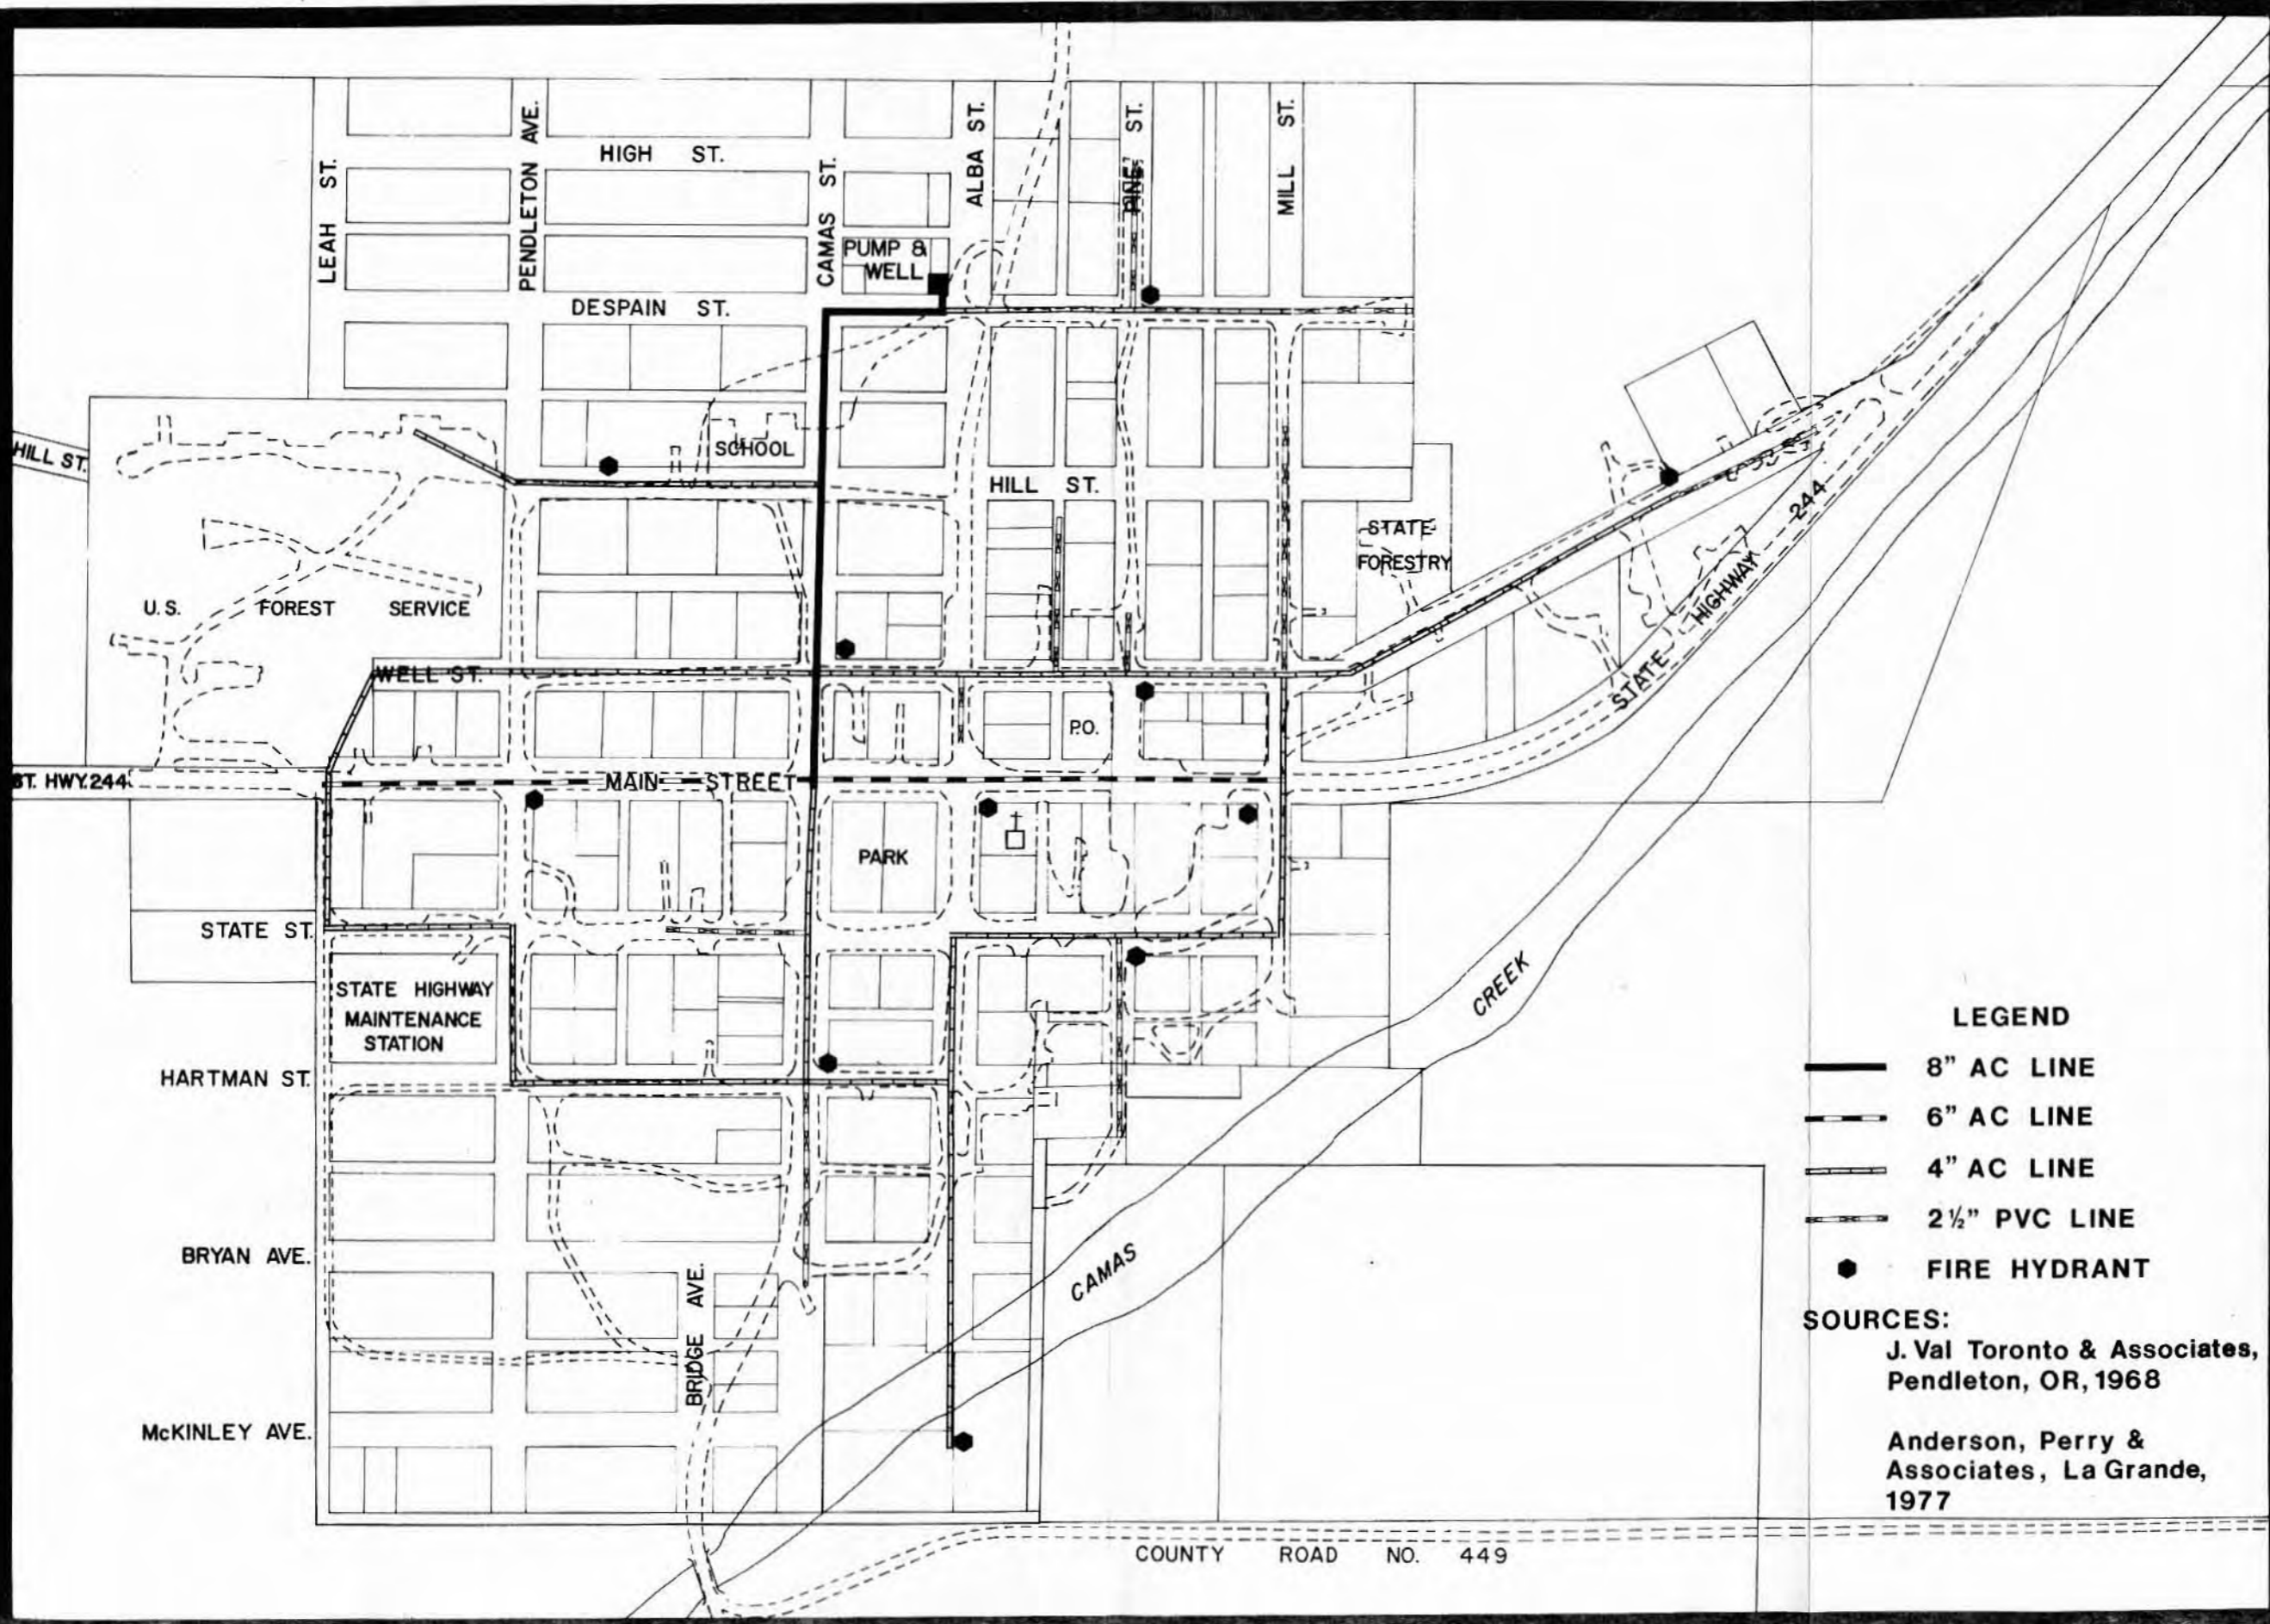 LEAH ST.
PENDLETON AVE.
CAMAS ST.
ALBA ST.
PINE ST.
MILL ST.
HIGH ST.
PUMP &
WELL
DESPAIN ST.
HILL ST.
SCHOOL
HILL ST.
STATE
FORESTRY
U.S. FOREST SERVICE
STATE HIGHWAY 244
WELL ST.
P.O.
ST. HWY. 244
MAIN STREET
PARK
STATE ST.
STATE HIGHWAY
MAINTENANCE
STATION
HARTMAN ST.
BRYAN AVE.
BRIDGE AVE.
McKINLEY AVE.
CAMAS CREEK
COUNTY ROAD NO. 449
LEGEND
8” AC LINE
6” AC LINE
4” AC LINE
2½” PVC LINE
FIRE HYDRANT
SOURCES:
J. Val Toronto & Associates,
Pendleton, OR, 1968
Anderson, Perry &
Associates, La Grande,
1977